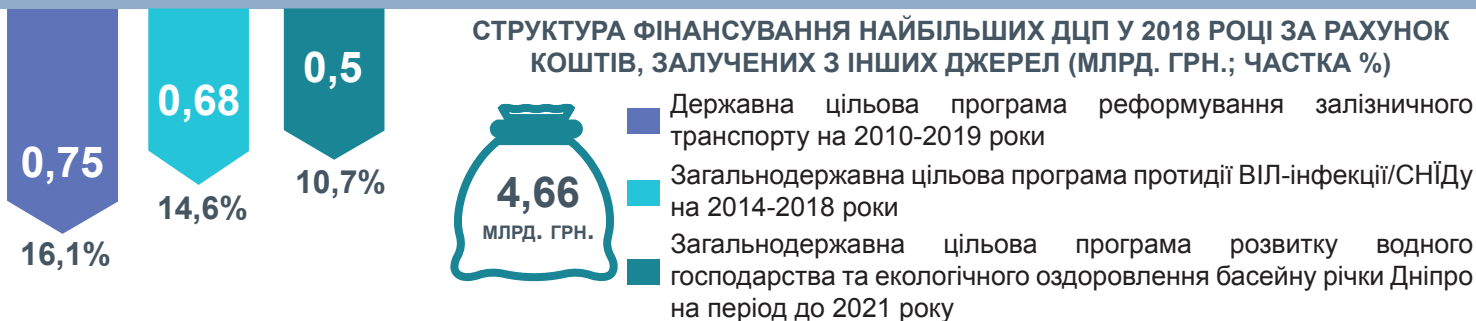 0,75
16,1%
0,68
14,6%
0,5
10,7%
СТРУКТУРА ФІНАНСУВАННЯ НАЙБІЛЬШИХ ДЦП У 2018 РОЦІ ЗА РАХУНОК
КОШТІВ, ЗАЛУЧЕНИХ З ІНШИХ ДЖЕРЕЛ (МЛРД. ГРН.; ЧАСТКА %)
4,66
МЛРД. ГРН.
Державна цільова програма реформування залізничного
транспорту на 2010-2019 роки
Загальнодержавна цільова програма протидії ВІЛ-інфекції/СНЇДу
на 2014-2018 роки
Загальнодержавна цільова програма розвитку водного
господарства та екологічного оздоровлення басейну річки Дніпро
на період до 2021 року